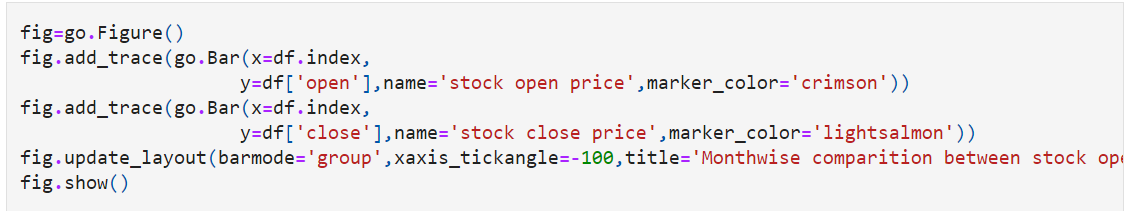 fig=go.Figure()
fig.add_trace(go.Bar(x=df.index,
y=df['open'],name='stock open price',marker_color='crimson'))
fig.add_trace(go.Bar(x=df.index,
y=df['close'],name='stock close price',marker_color='lightsalmon'))
fig.update_layout(barmode='group',xaxis_tickangle=-100,title='Monthwise comparition between stock ope
fig.show()